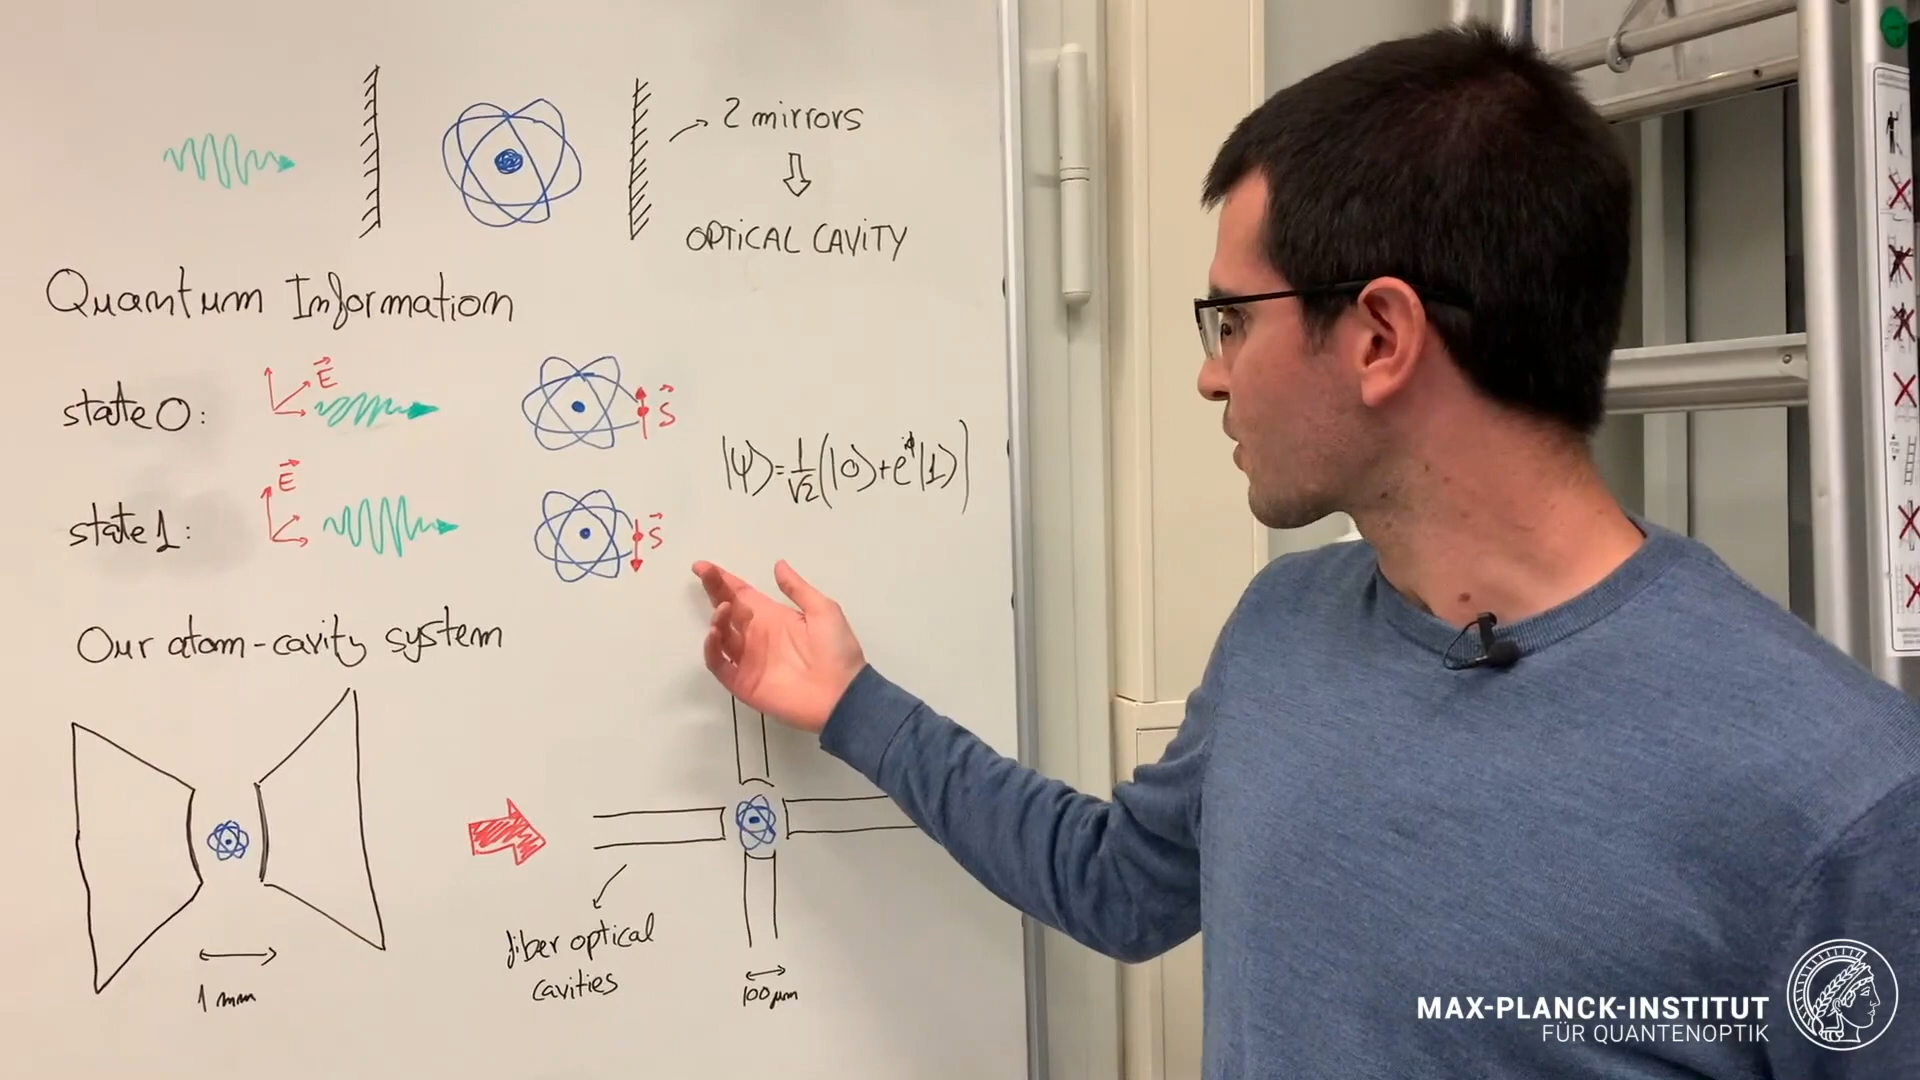 2 mirrors
OPTICAL CAVITY
Quantum Information
state 0:
E⃗
S⃗
|ψ⟩=1/√2(|0⟩+e^iϕ|1⟩)
state 1:
E⃗
S⃗
Our atom-cavity system
1 mm
fiber optical
cavities
100 μm
MAX-PLANCK-INSTITUT
FÜR QUANTENOPTIK